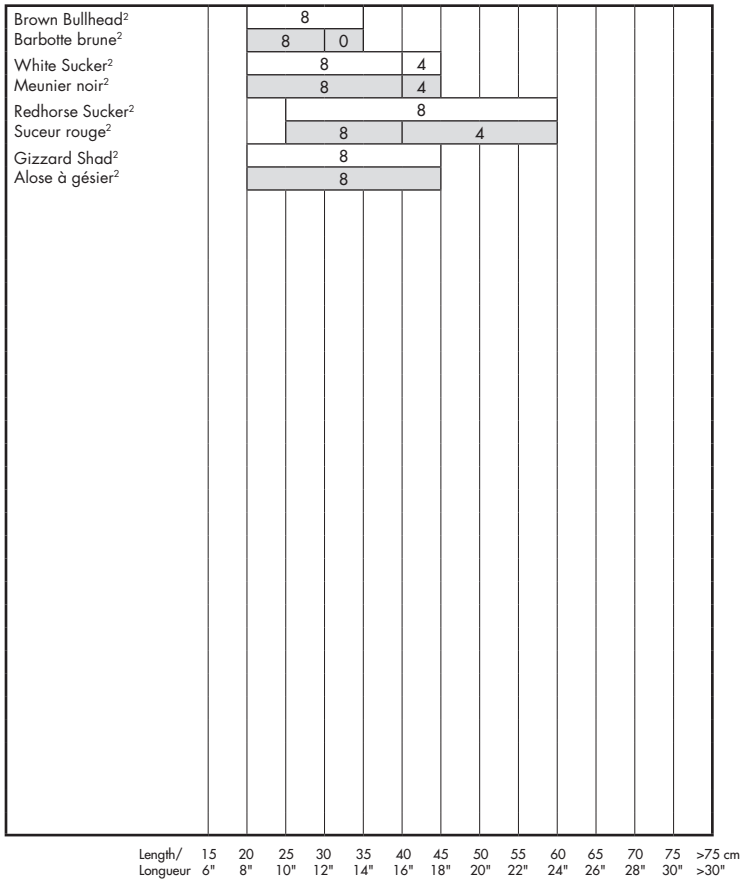 Brown Bullhead² 8
Barbotte brune² 8 0
White Sucker² 8 4
Meunier noir² 8 4
Redhorse Sucker² 8
Suceur rouge² 8 4
Gizzard Shad² 8
Alose à gésier² 8
Length/ 15 20 25 30 35 40 45 50 55 60 65 70 75 >75 cm
Longueur 6" 8" 10" 12" 14" 16" 18" 20" 22" 24" 26" 28" 30" >30"